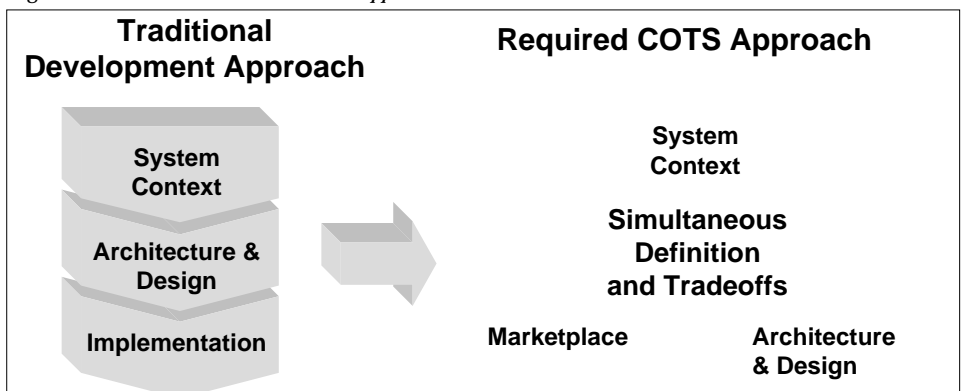 Traditional
Development Approach
System
Context
Architecture &
Design
Implementation
Required COTS Approach
System
Context
Simultaneous
Definition
and Tradeoffs
Marketplace
Architecture
& Design